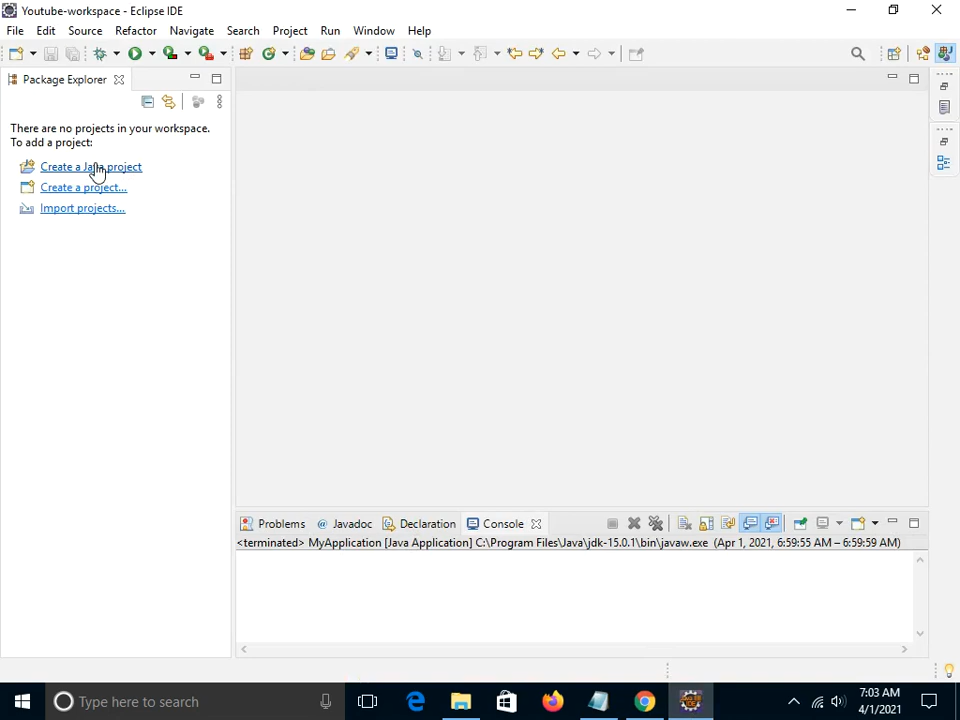 Youtube-workspace - Eclipse IDE
File Edit Source Refactor Navigate Search Project Run Window Help
Package Explorer
There are no projects in your workspace.
To add a project:
Create a Java project
Create a project...
Import projects...
Problems @ Javadoc Declaration Console
<terminated> MyApplication [Java Application] C:\Program Files\Java\jdk-15.0.1\bin\javaw.exe (Apr 1, 2021, 6:59:55 AM – 6:59:59 AM)
Type here to search
7:03 AM
4/1/2021